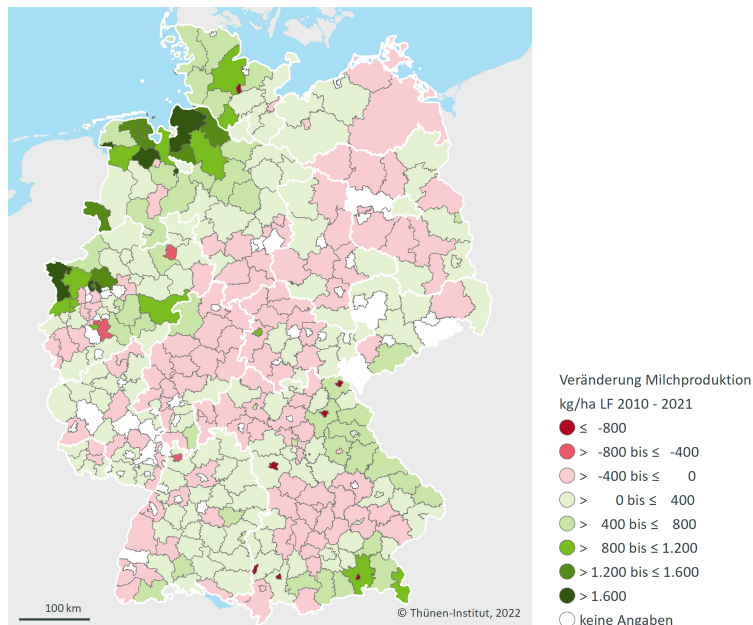 Veränderung Milchproduktion
kg/ha LF 2010 - 2021
≤ -800
> -800 bis ≤ -400
> -400 bis ≤ 0
> 0 bis ≤ 400
> 400 bis ≤ 800
> 800 bis ≤ 1.200
> 1.200 bis ≤ 1.600
> 1.600
keine Angaben
100 km
© Thünen-Institut, 2022